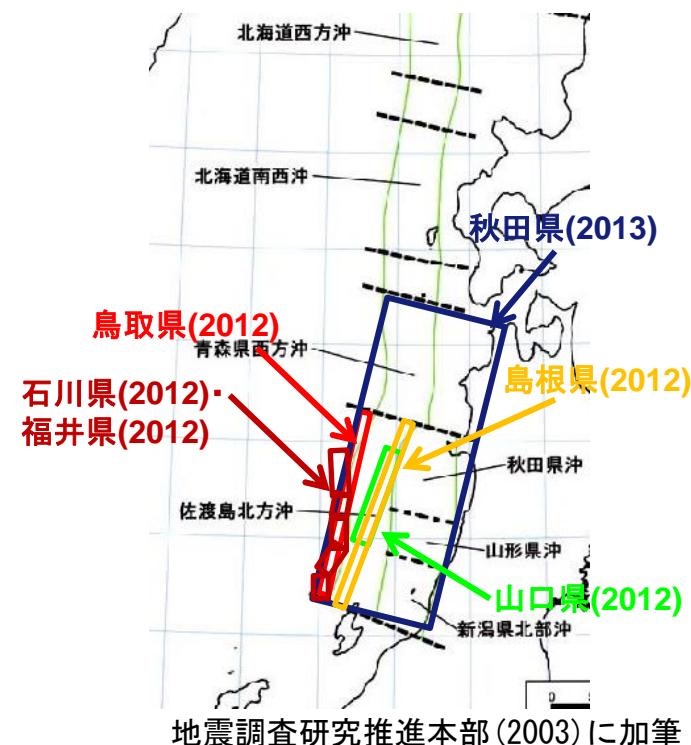 北海道西方沖
北海道南西沖
秋田県(2013)
鳥取県(2012)
青森県西方沖
島根県(2012)
石川県(2012)・
福井県(2012)
秋田県沖
佐渡島北方沖
山形県沖
山口県(2012)
新潟県北部沖
0
地震調査研究推進本部(2003)に加筆